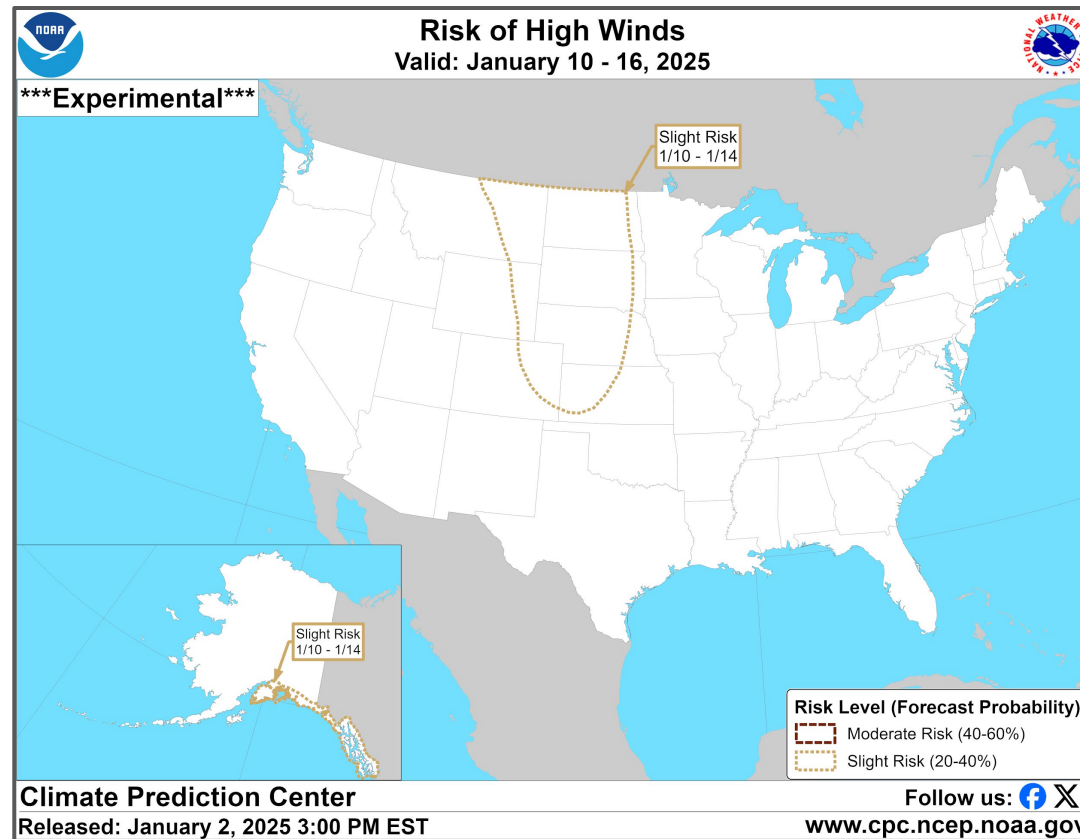 NOAA
Risk of High Winds
Valid: January 10 - 16, 2025
NATIONAL WEATHER
***Experimental***
Slight Risk
1/10 - 1/14
Slight Risk
1/10 - 1/14
Risk Level (Forecast Probability)
Moderate Risk (40-60%)
Slight Risk (20-40%)
Climate Prediction Center
Follow us:
Released: January 2, 2025 3:00 PM EST
www.cpc.ncep.noaa.gov